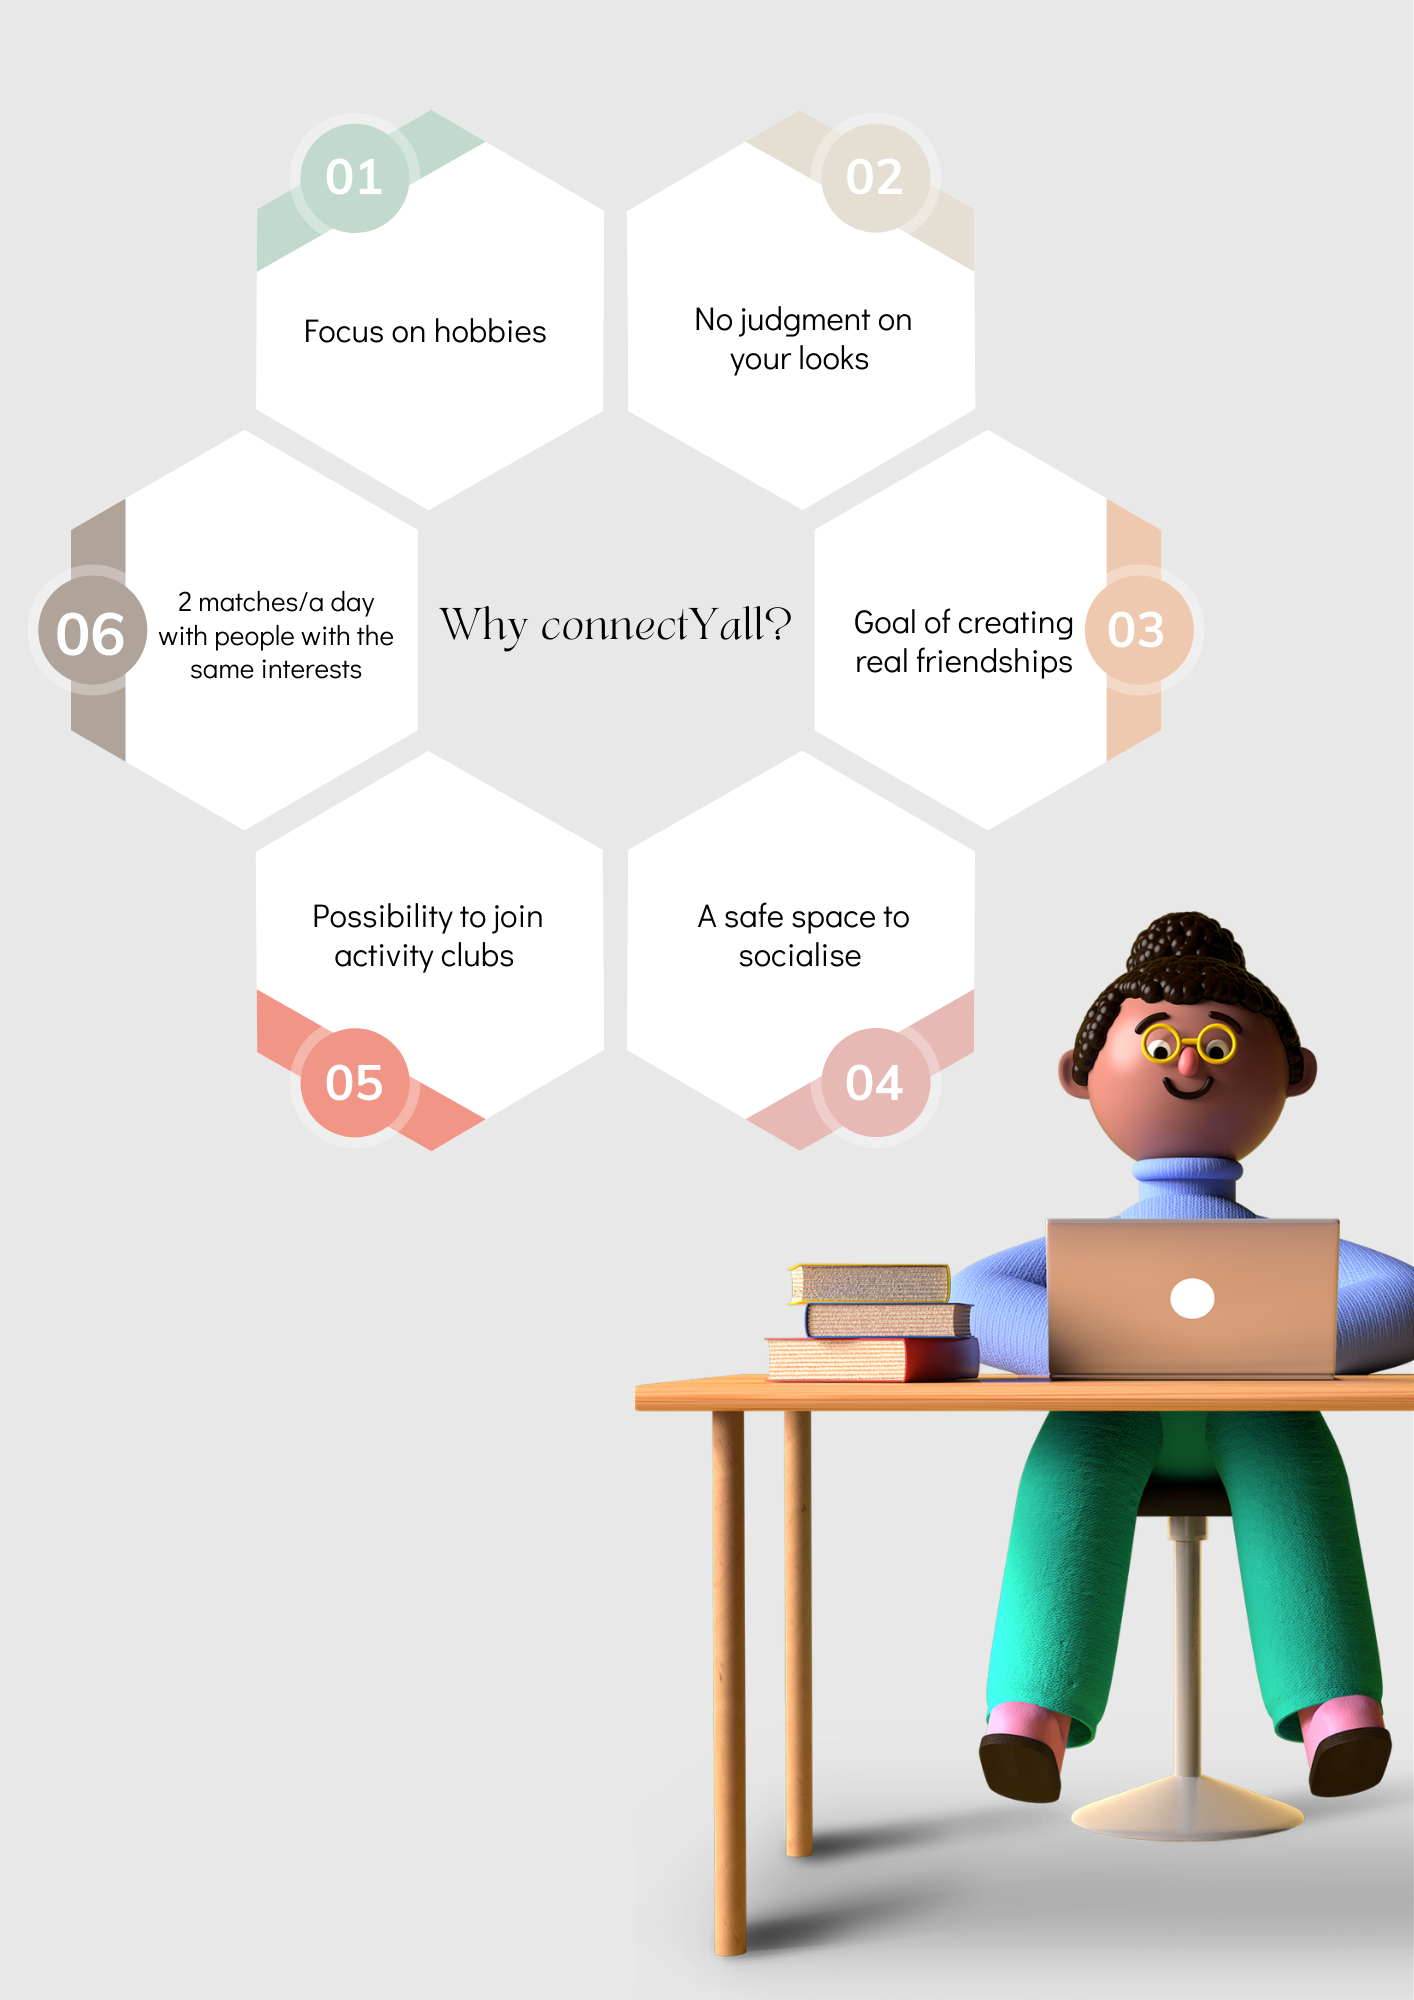 01
Focus on hobbies
02
No judgment on
your looks
Why connectYall?
03
Goal of creating
real friendships
04
A safe space to
socialise
05
Possibility to join
activity clubs
06
2 matches/a day
with people with the
same interests